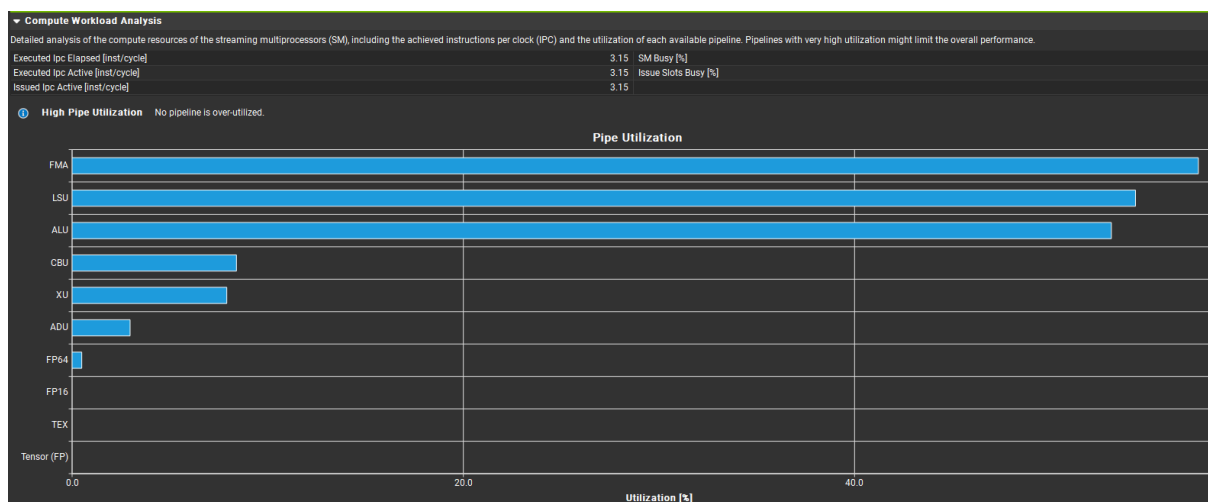 Compute Workload Analysis
Detailed analysis of the compute resources of the streaming multiprocessors (SM), including the achieved instructions per clock (IPC) and the utilization of each available pipeline. Pipelines with very high utilization might limit the overall performance.
Executed Ipc Elapsed [inst/cycle] 3.15 SM Busy [%]
Executed Ipc Active [inst/cycle] 3.15 Issue Slots Busy [%]
Issued Ipc Active [inst/cycle] 3.15
High Pipe Utilization No pipeline is over-utilized.
Pipe Utilization
FMA
LSU
ALU
CBU
XU
ADU
FP64
FP16
TEX
Tensor (FP)
0.0 20.0 40.0
Utilization [%]